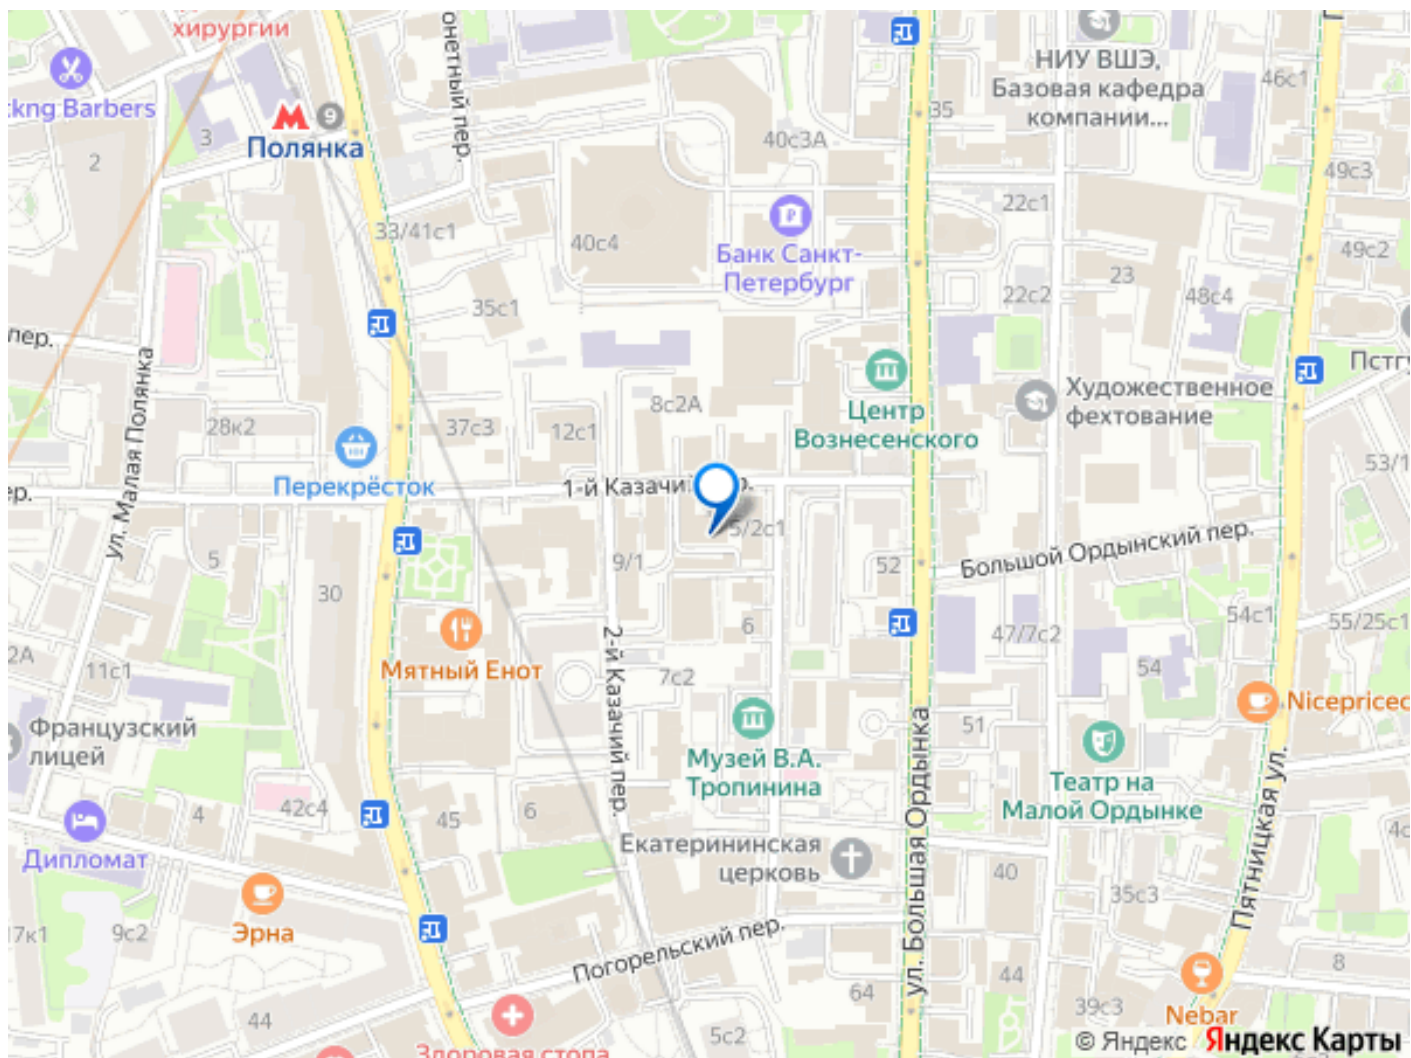 хирургии
онетный пер.
НИУ ВШЭ,
Базовая кафедра
компании...
46с1
kng Barbers
9
35
3
Полянка
40с3А
2
49с3
22с1
33/41с1
40с4
Банк Санкт-
Петербург
49с2
23
35с1
22с2
48с4
пер.
ул. Малая Полянка
Художественное
фехтование
8с2А
Центр
Вознесенского
28к2
37с3
12с1
53/1
Перекрёсток
1-й Казачи
р.
5/2с1
Большой Ордынский пер.
5
9/1
52
30
54с1
55/25с1
6
47/7с2
2А
11с1
Мятный Енот
2-й Казачий пер.
7с2
54
Nicepricec
Французский
лицей
51
Музей В.А.
Тропинина
ул. Большая Ордынка
Театр на
Малой Ордынке
Пятницкая ул.
42с4
4
45
6
Дипломат
Екатерининская
церковь
40
35с3
17к1
9с2
Эрна
Погорельский пер.
8
44
64
44
39с3
Nebar
5с2
Здоровая стопа
© Яндекс Яндекс Карты